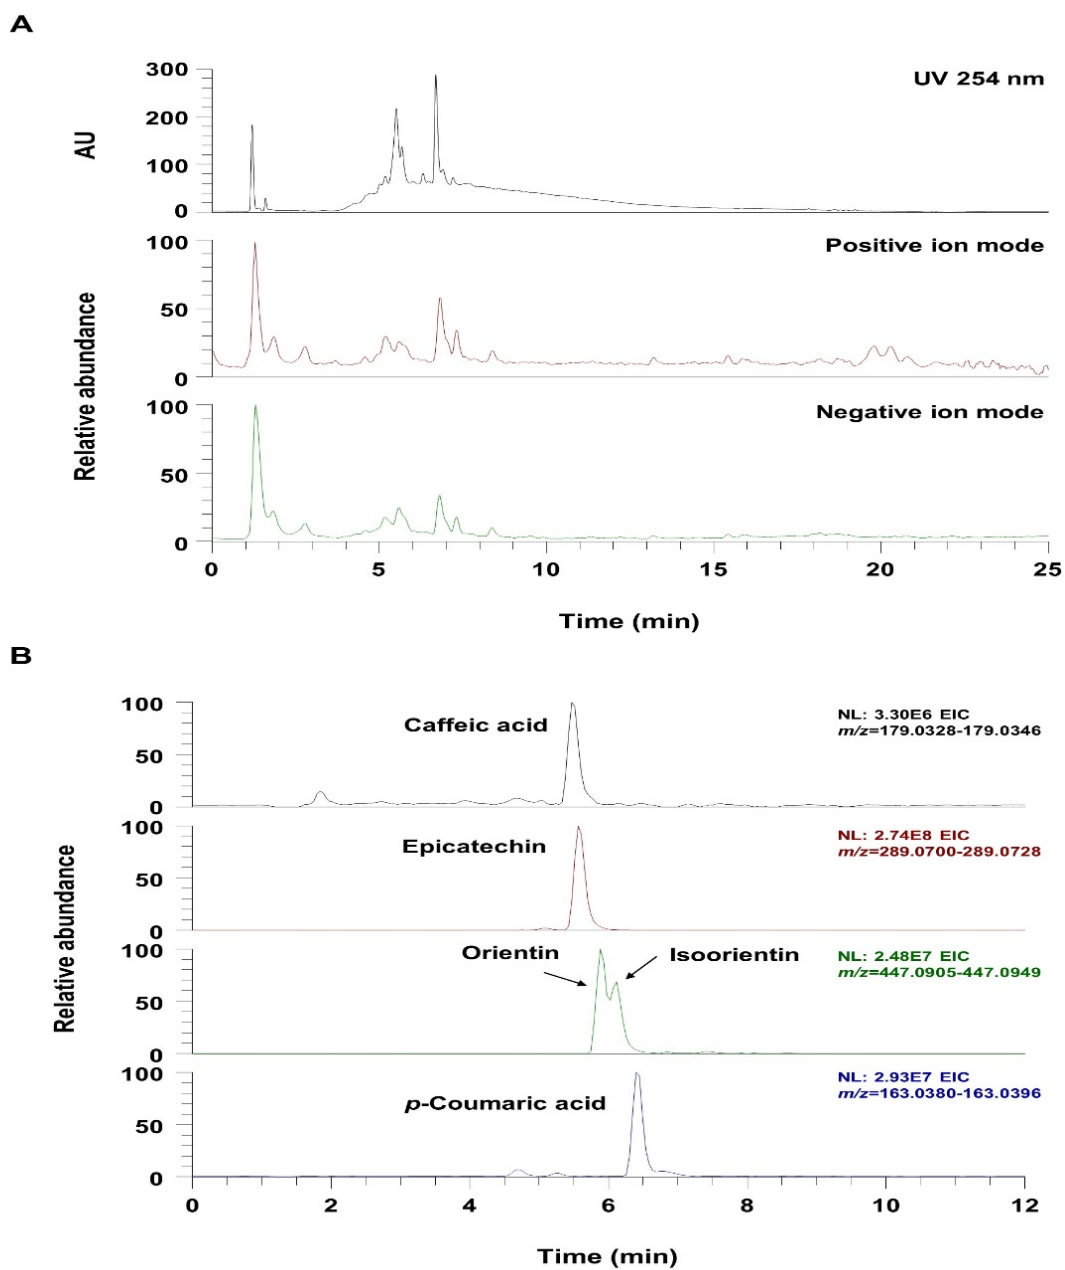 A
UV 254 nm
AU
300
200
100
0
Positive ion mode
Relative abundance
100
50
0
Negative ion mode
100
50
0
0 5 10 15 20 25
Time (min)
B
Caffeic acid
NL: 3.30E6 EIC
m/z=179.0328-179.0346
100
50
0
Epicatechin
NL: 2.74E8 EIC
m/z=289.0700-289.0728
100
50
0
Relative abundance
Orientin
Isoorientin
NL: 2.48E7 EIC
m/z=447.0905-447.0949
100
50
0
p-Coumaric acid
NL: 2.93E7 EIC
m/z=163.0380-163.0396
100
50
0
0 2 4 6 8 10 12
Time (min)